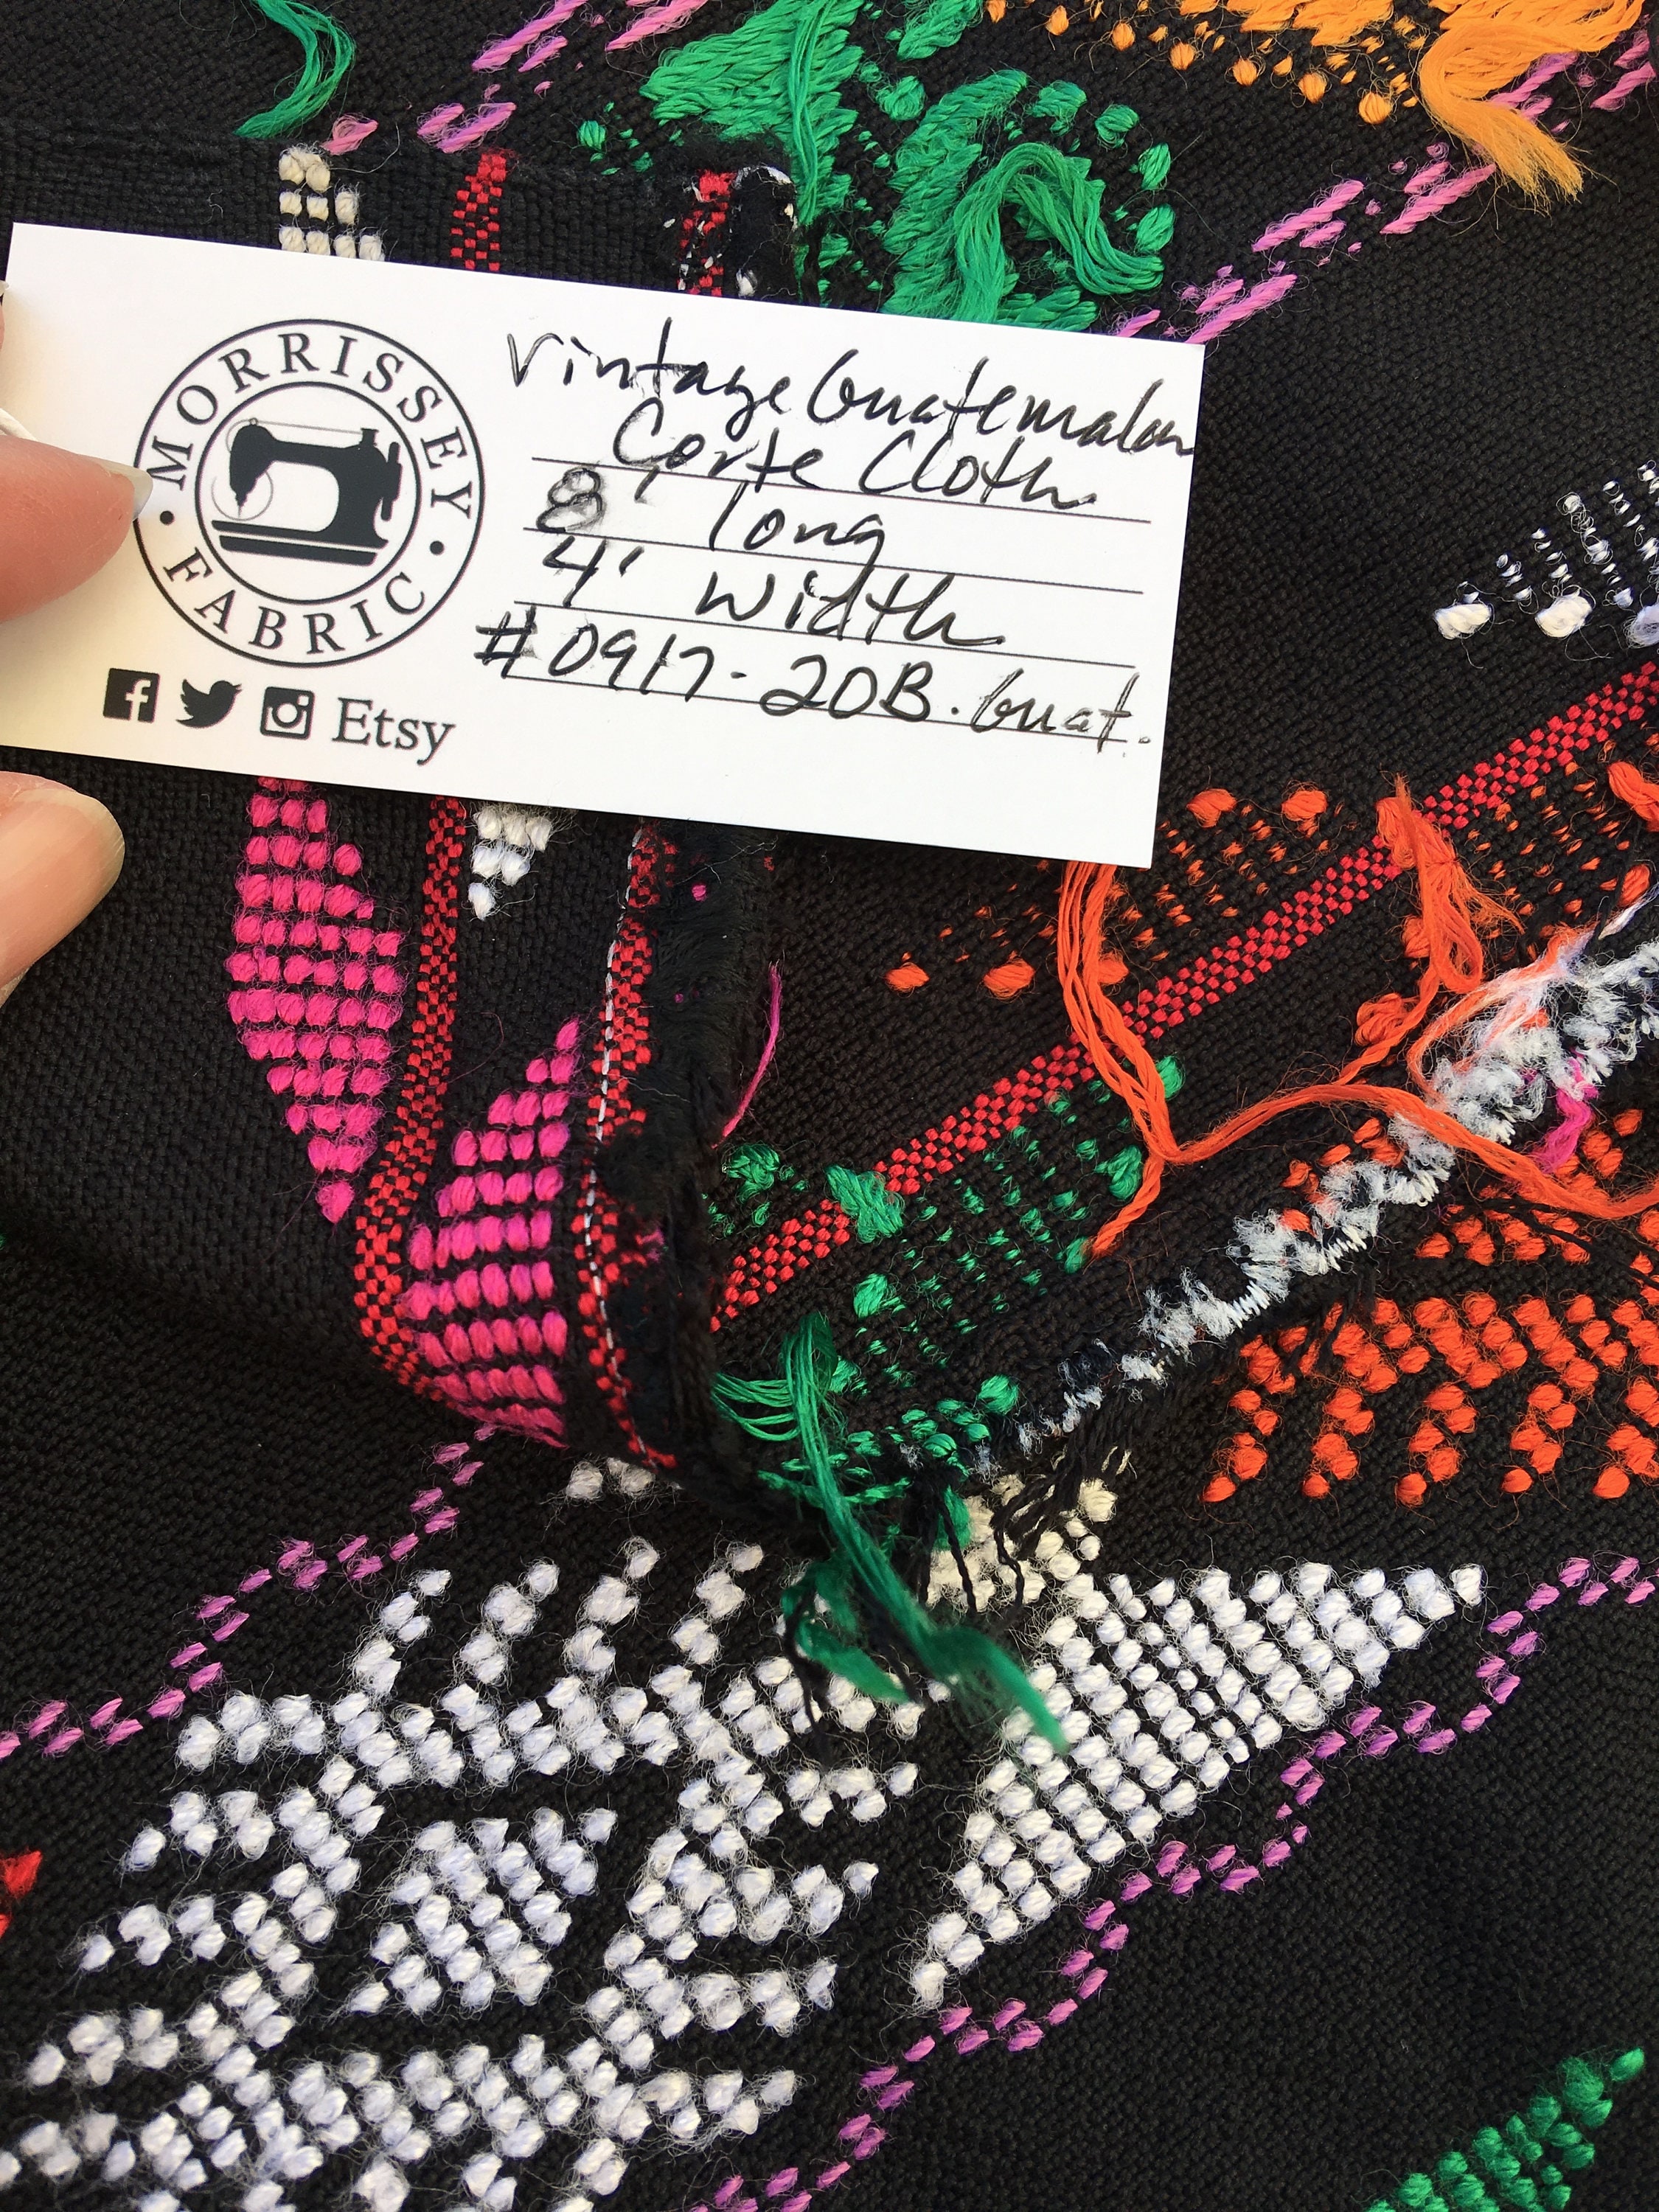 MORRISSEY
FABRIC
Etsy
Vintage Guatemalan
Corte Cloth
8' long
4' width
#0917-20B.Guat.